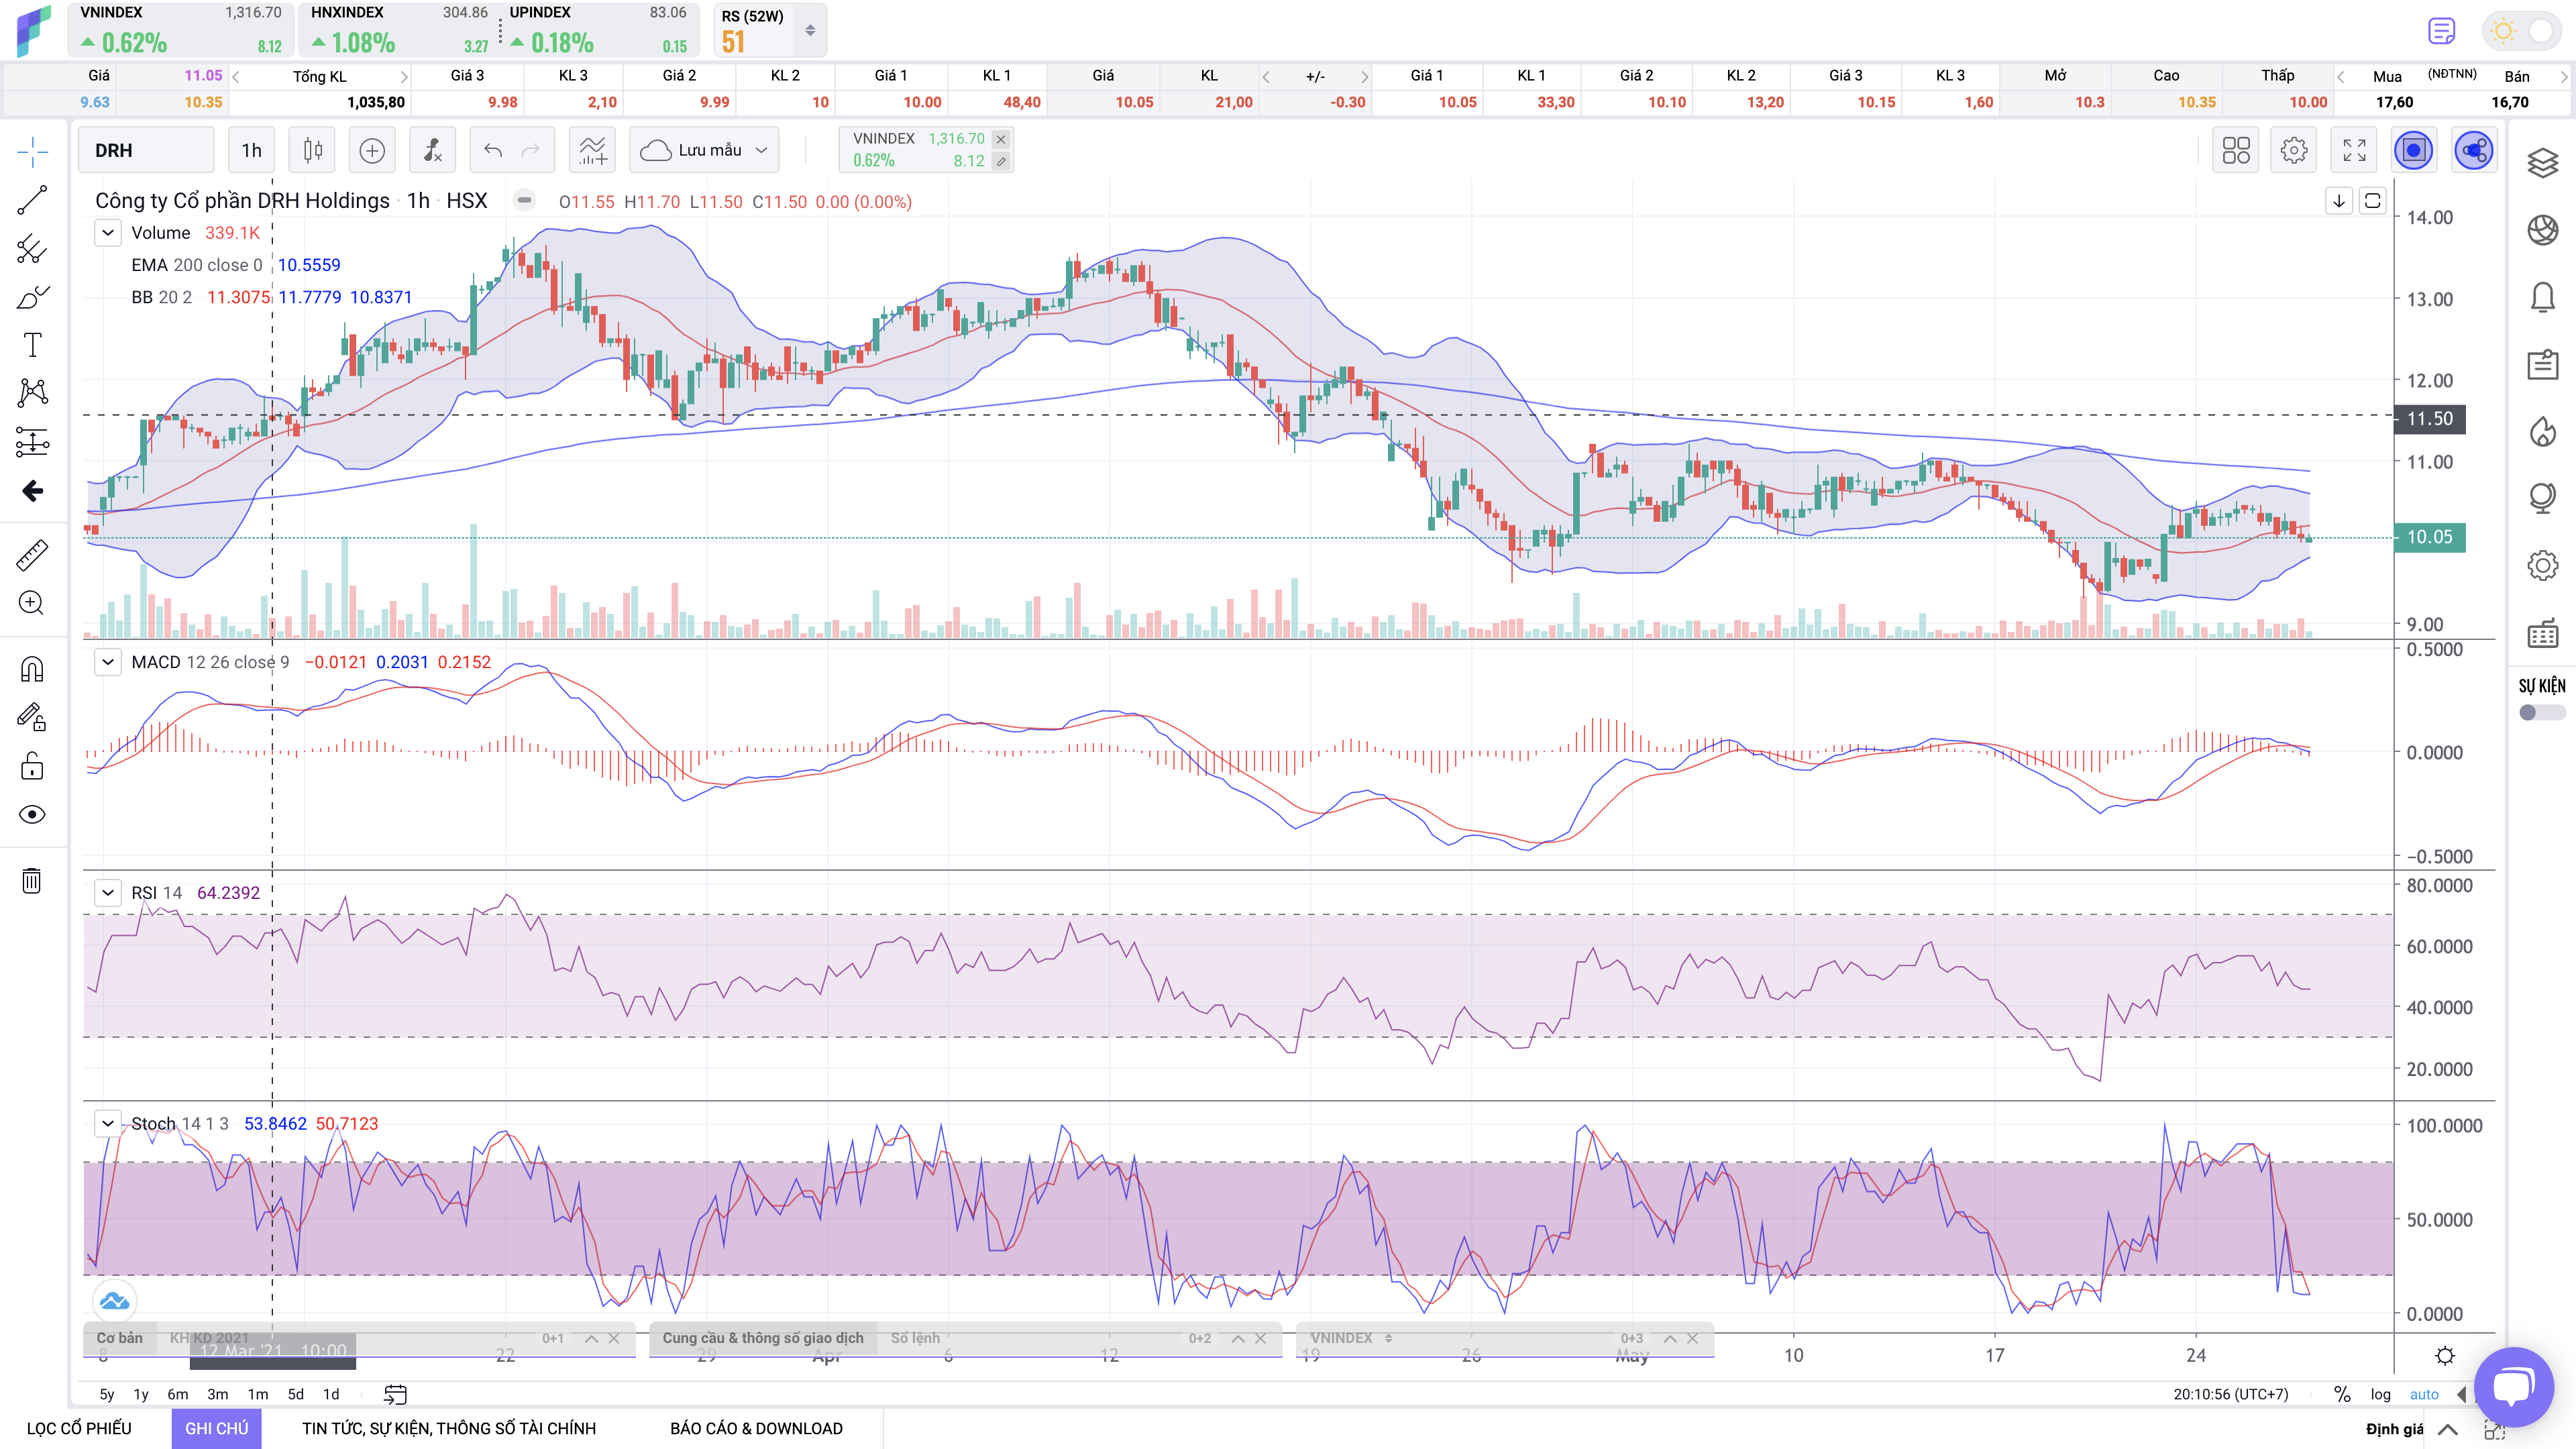 VNINDEX 1,316.70 HNXINDEX 304.86 UPINDEX 83.06 RS (52W)
0.62% 8.12 1.08% 3.27 0.18% 0.15 51
Giá 11.05 Tổng KL Giá 3 KL 3 Giá 2 KL 2 Giá 1 KL 1 Giá KL +/- Giá 1 KL 1 Giá 2 KL 2 Giá 3 KL 3 Mở Cao Thấp Mua (NĐTNN) Bán
9.63 10.35 1,035,80 9.98 2,10 9.99 10 10.00 48,40 10.05 21,00 -0.30 10.05 33,30 10.10 13,20 10.15 1,60 10.3 10.35 10.00 17,60 16,70
DRH 1h Lưu mẫu VNINDEX 1,316.70
0.62% 8.12
Công ty Cổ phần DRH Holdings · 1h · HSX O11.55 H11.70 L11.50 C11.50 0.00 (0.00%)
Volume 339.1K
EMA 200 close 0 10.5559
BB 20 2 11.3075 11.7779 10.8371
14.00
13.00
12.00
11.50
11.00
10.05
9.00
MACD 12 26 close 9 −0.0121 0.2031 0.2152
0.5000
0.0000
−0.5000
RSI 14 64.2392
80.0000
60.0000
40.0000
20.0000
Stoch 14 1 3 53.8462 50.7123
100.0000
50.0000
0.0000
SỰ KIỆN
Cơ bản KH KD 2021 0+1 Cung cầu & thông số giao dịch Sổ lệnh 0+2 VNINDEX 0+3
8 12 Mar '21 10:00 22 29 Apr 6 12 19 26 May 10 17 24
5y 1y 6m 3m 1m 5d 1d 20:10:56 (UTC+7) % log auto
LỌC CỔ PHIẾU GHI CHÚ TIN TỨC, SỰ KIỆN, THÔNG SỐ TÀI CHÍNH BÁO CÁO & DOWNLOAD Định giá